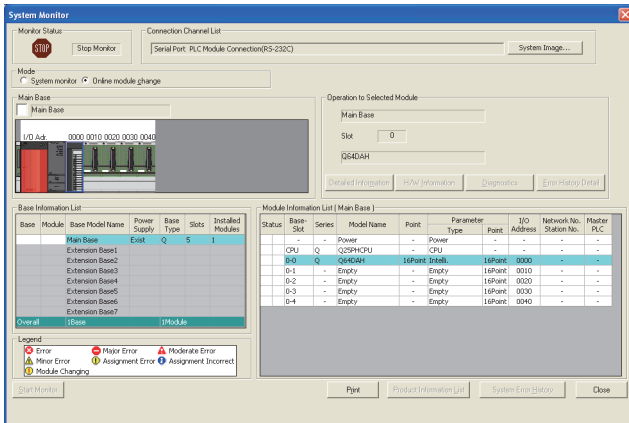 System Monitor
Monitor Status
STOP
Stop Monitor
Connection Channel List
Serial Port PLC Module Connection(RS-232C)
System Image...
Mode
System monitor Online module change
Main Base
Main Base
I/O Adr. 0000 0010 0020 0030 0040
Operation to Selected Module
Main Base
Slot 0
Q64DAH
Detailed Information H/W Information Diagnostics Error History Detail
Base Information List
Base Module Base Model Name Power Supply Base Type Slots Installed Modules
Main Base Exist Q 5 1
Extension Base1
Extension Base2
Extension Base3
Extension Base4
Extension Base5
Extension Base6
Extension Base7
Overall 1Base 1Module
Module Information List ( Main Base )
Status Base-Slot Series Model Name Point Parameter Type Point I/O Address Network No. Station No. Master PLC
- - Power - Power - - - -
CPU Q Q25PHCPU - CPU - - - -
0-0 Q Q64DAH 16Point Intelli. 16Point 0000 - -
0-1 - Empty - Empty 16Point 0010 - -
0-2 - Empty - Empty 16Point 0020 - -
0-3 - Empty - Empty 16Point 0030 - -
0-4 - Empty - Empty 16Point 0040 - -
Legend
Error Major Error Moderate Error
Minor Error Assignment Error Assignment Incorrect
Module Changing
Start Monitor Print Product Information List System Error History Close